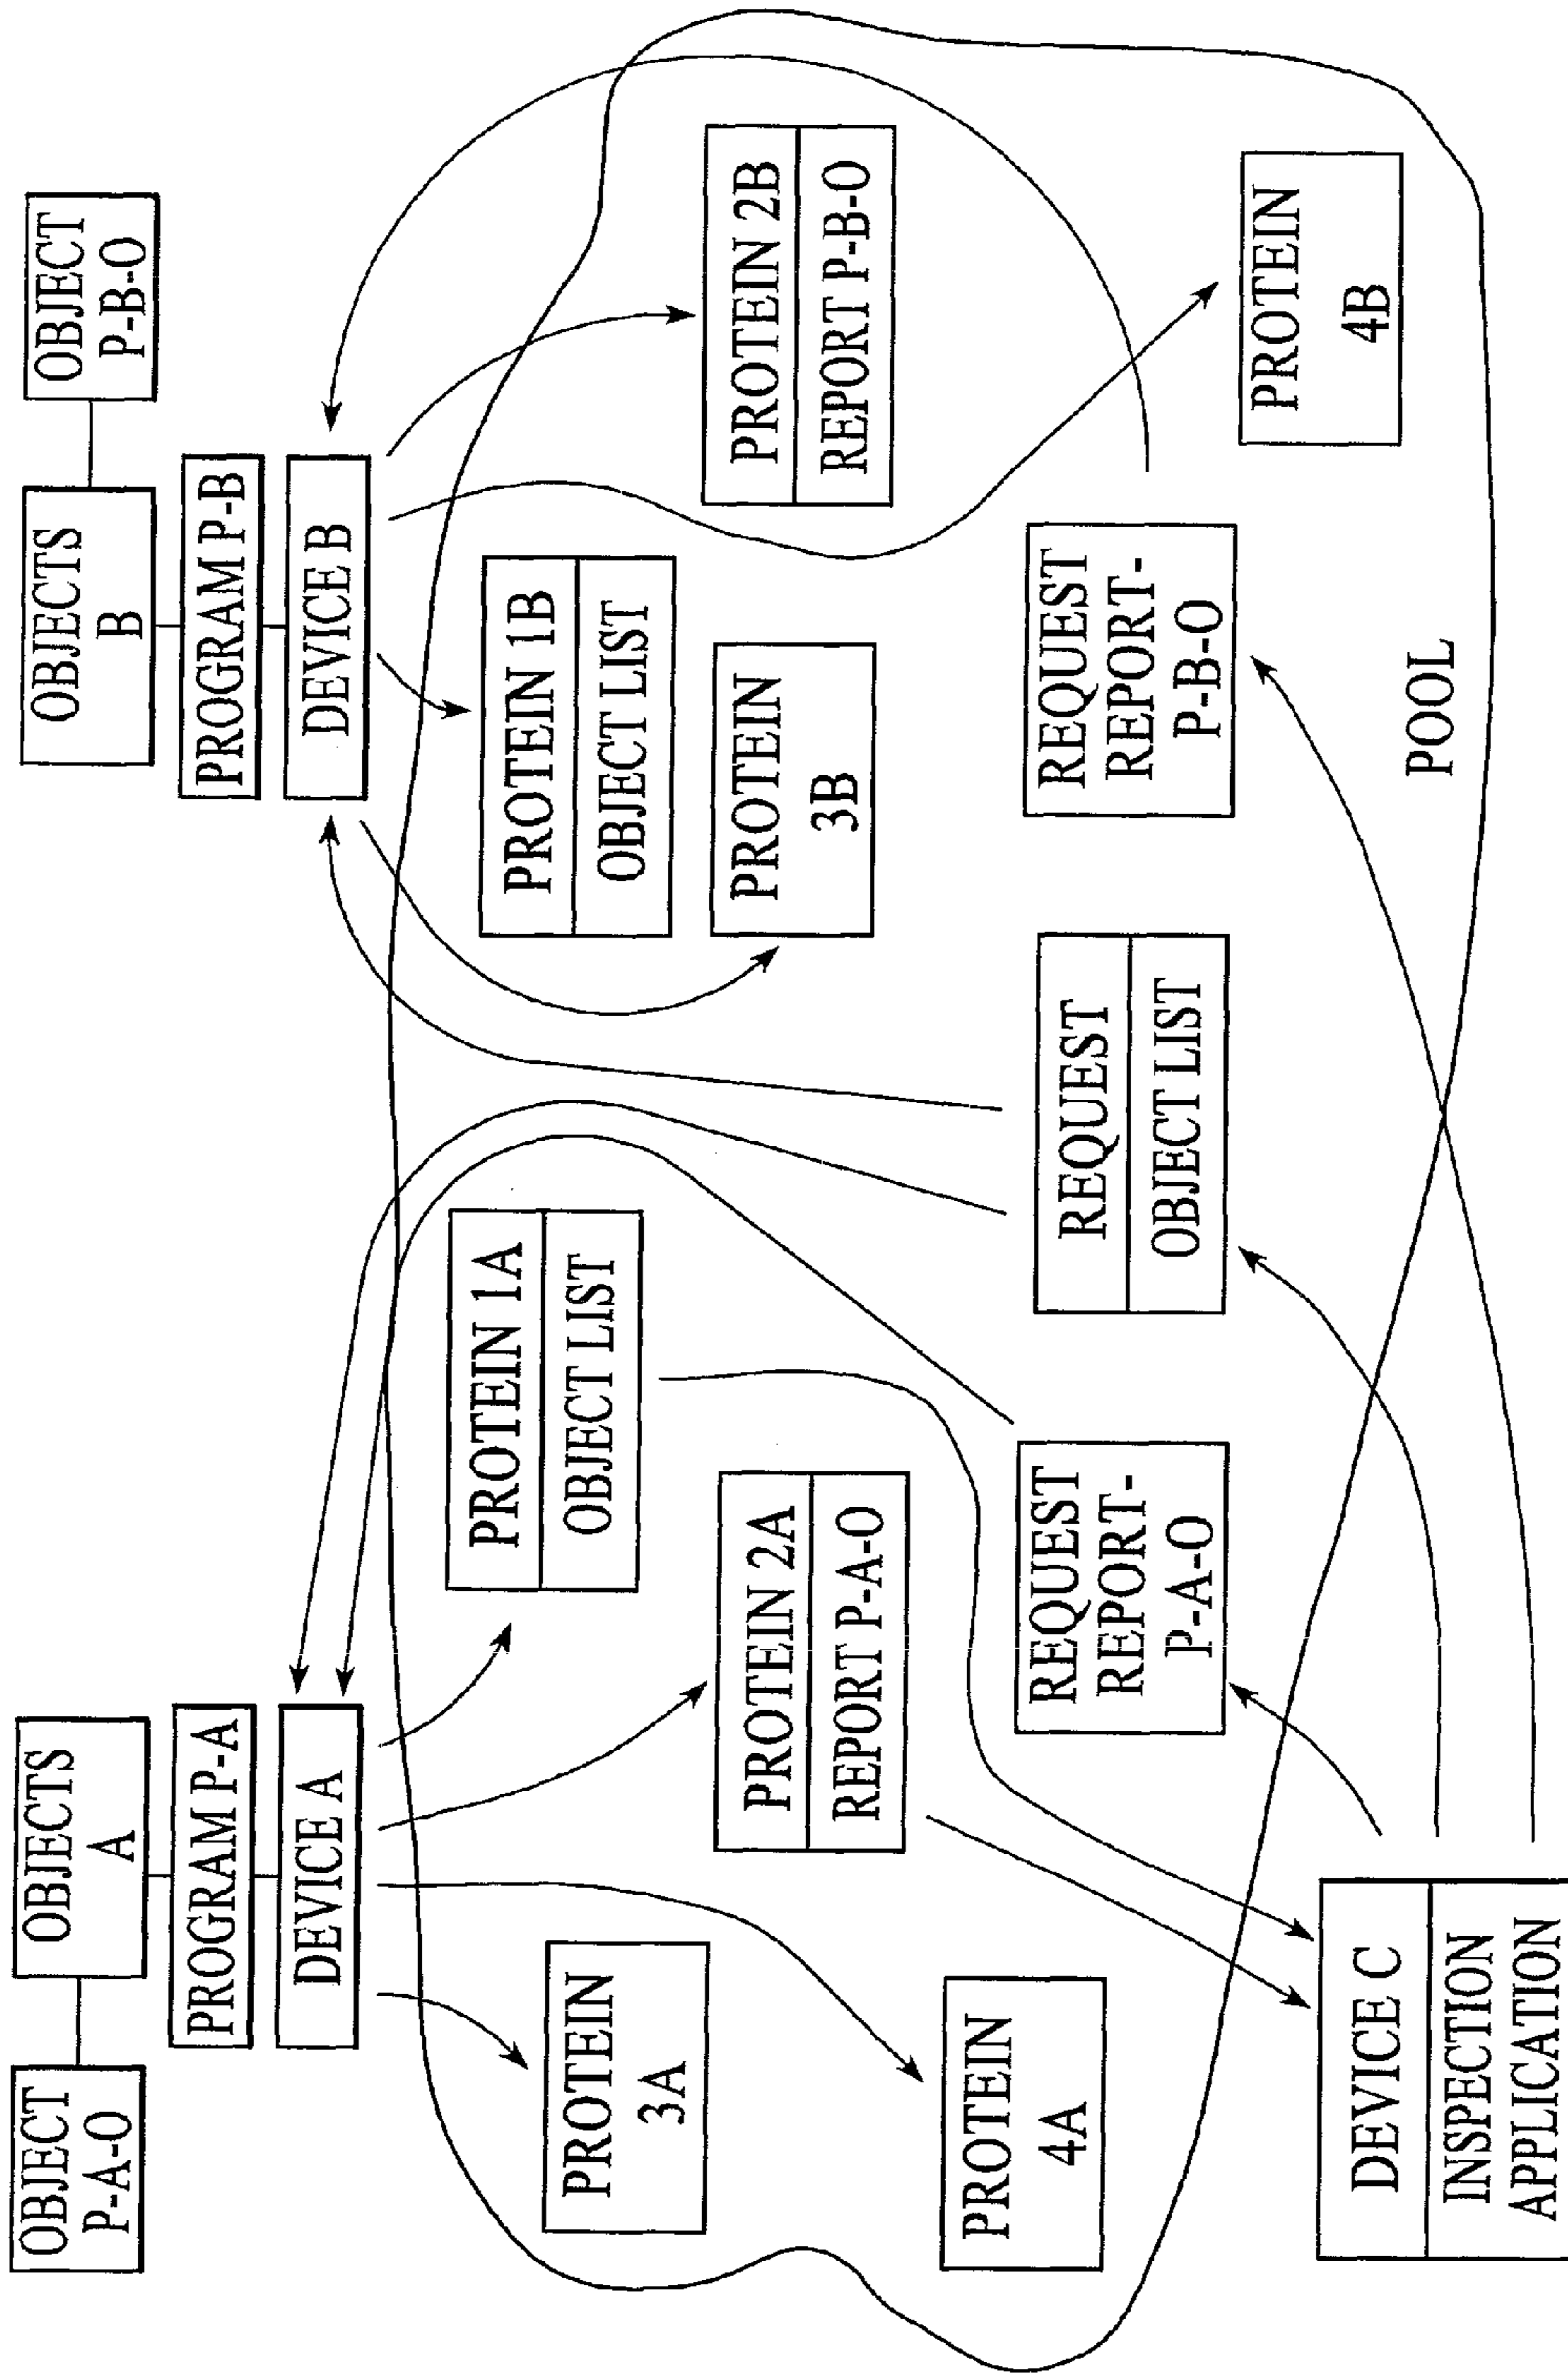 OBJECT
P-A-O
OBJECTS
A
PROGRAM P-A
DEVICE A
OBJECTS
B
OBJECT
P-B-O
PROGRAM P-B
DEVICE B
PROTEIN
3A
PROTEIN 1A
OBJECT LIST
PROTEIN 2A
REPORT P-A-O
PROTEIN
4A
PROTEIN 1B
OBJECT LIST
PROTEIN
3B
PROTEIN 2B
REPORT P-B-O
PROTEIN
4B
REQUEST
REPORT-
P-A-O
REQUEST
OBJECT LIST
REQUEST
REPORT-
P-B-O
POOL
DEVICE C
INSPECTION
APPLICATION